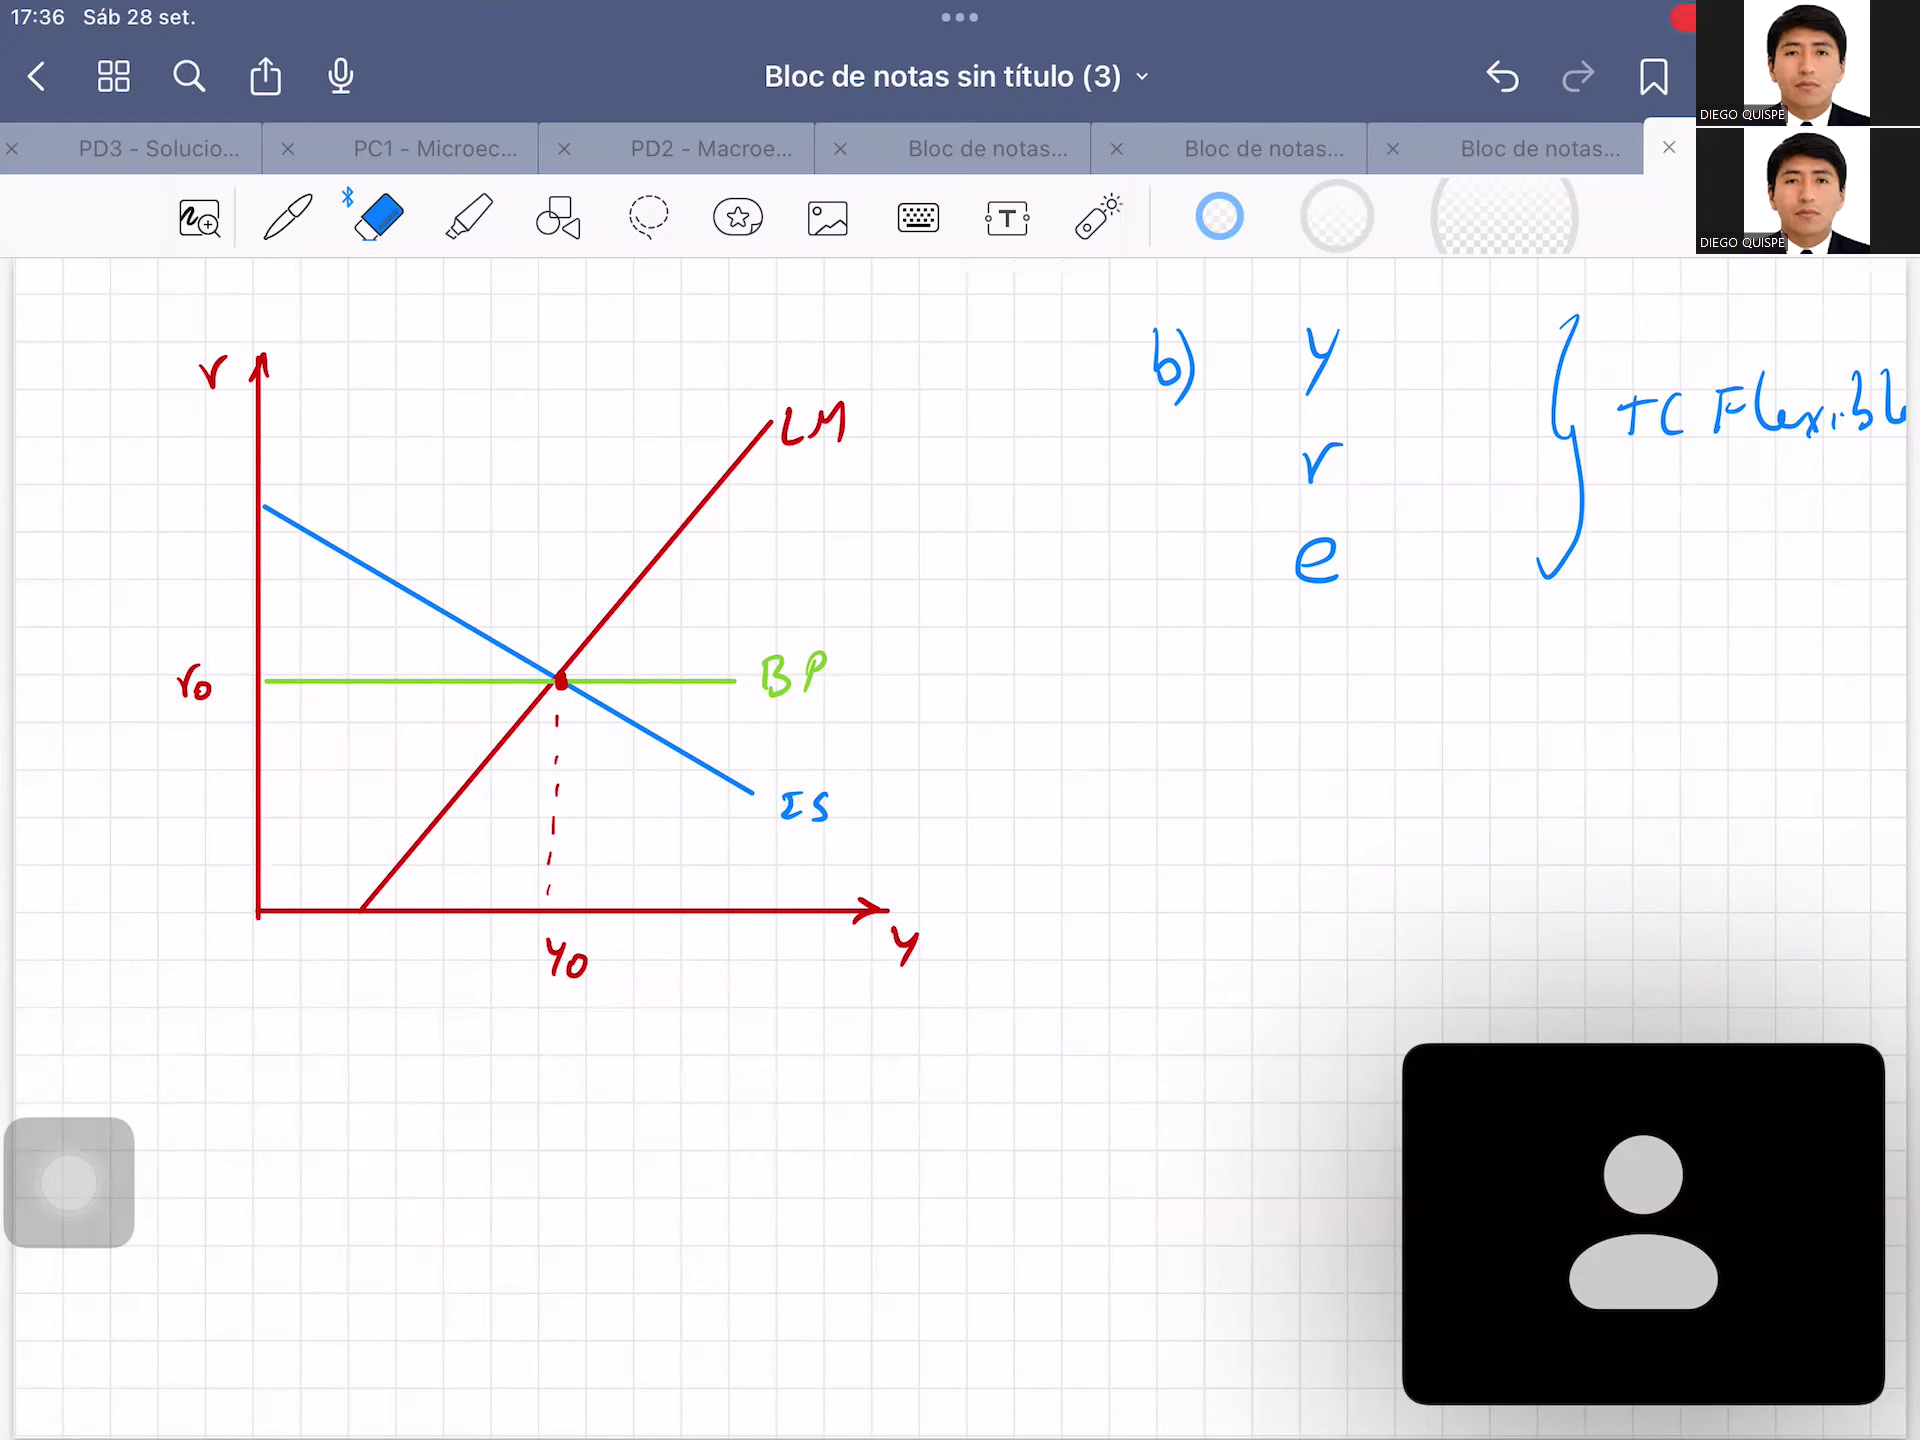 17:36 Sáb 28 set.
Bloc de notas sin título (3)
DIEGO QUISPE
PD3 - Solucio...
PC1 - Microec...
PD2 - Macroe...
Bloc de notas...
Bloc de notas...
Bloc de notas...
T
DIEGO QUISPE
b) y
r
e
TC Flexible
r
LM
r0
BP
IS
y0
y